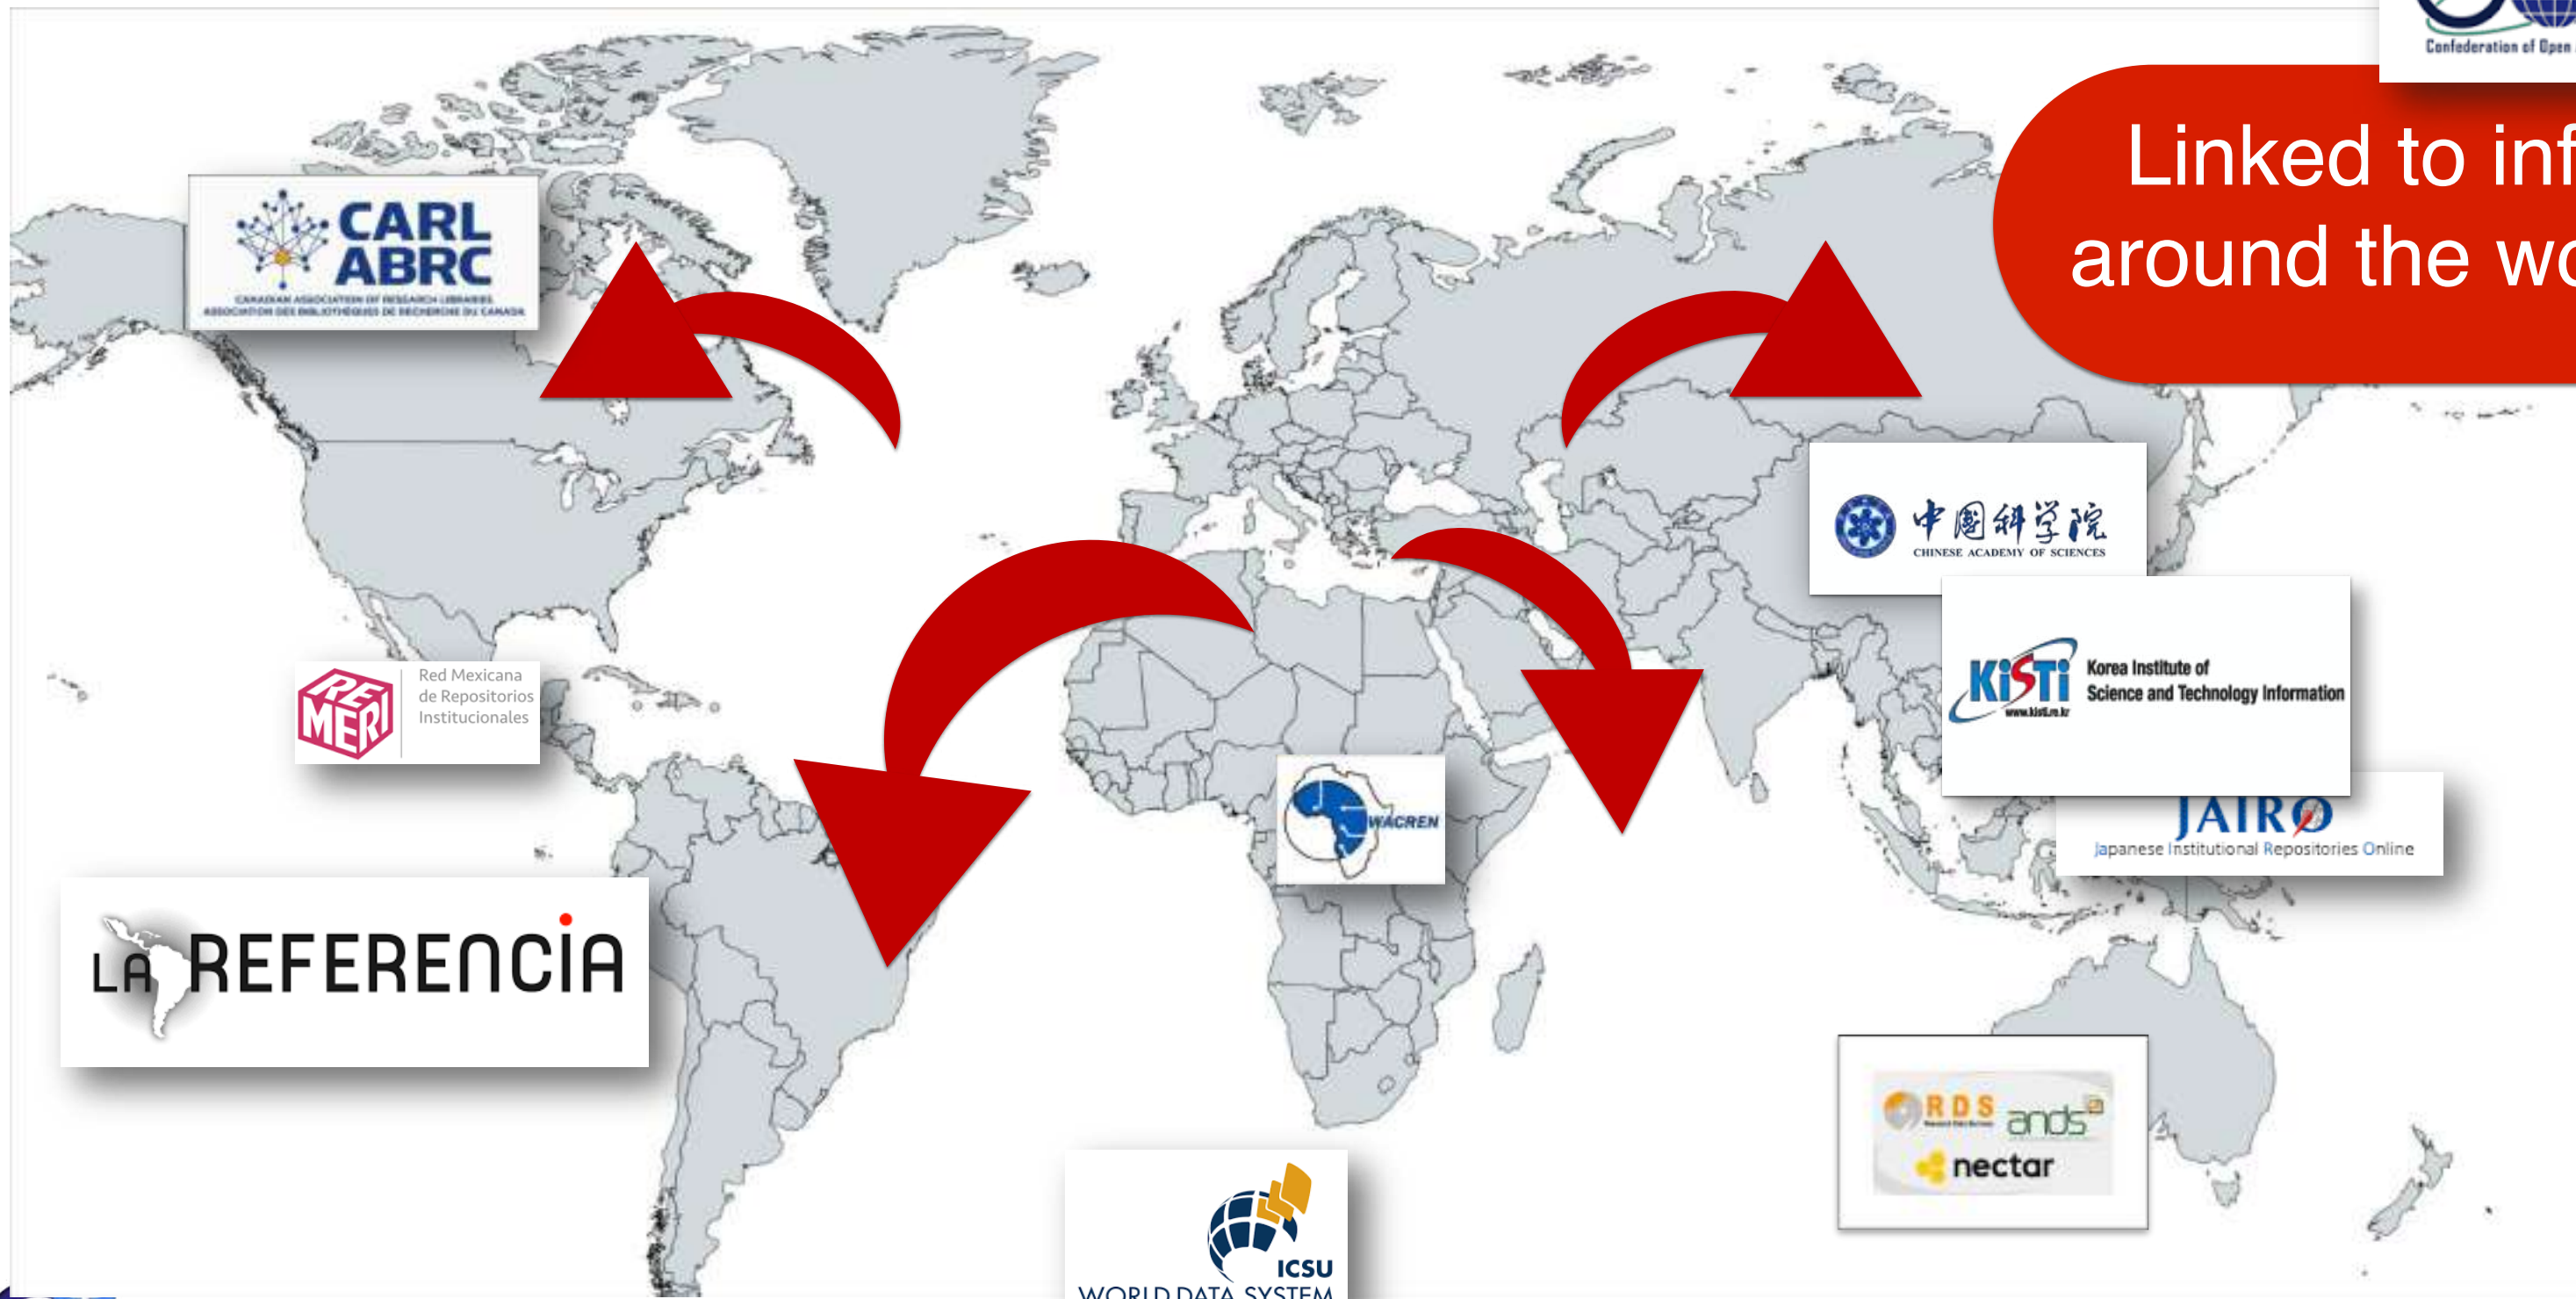 Confederation of Open
Linked to inf
around the wo
CARL
ABRC
CANADIAN ASSOCIATION OF RESEARCH LIBRARIES
ASSOCIATION DES BIBLIOTHÈQUES DE RECHERCHE DU CANADA
中国科学院
CHINESE ACADEMY OF SCIENCES
KiSTi
www.kisti.re.kr
Korea Institute of
Science and Technology Information
REMERI
Red Mexicana
de Repositorios
Institucionales
WACREN
JAIRO
Japanese Institutional Repositories Online
LA REFERENCIA
RDS
ands
nectar
ICSU
WORLD DATA SYSTEM